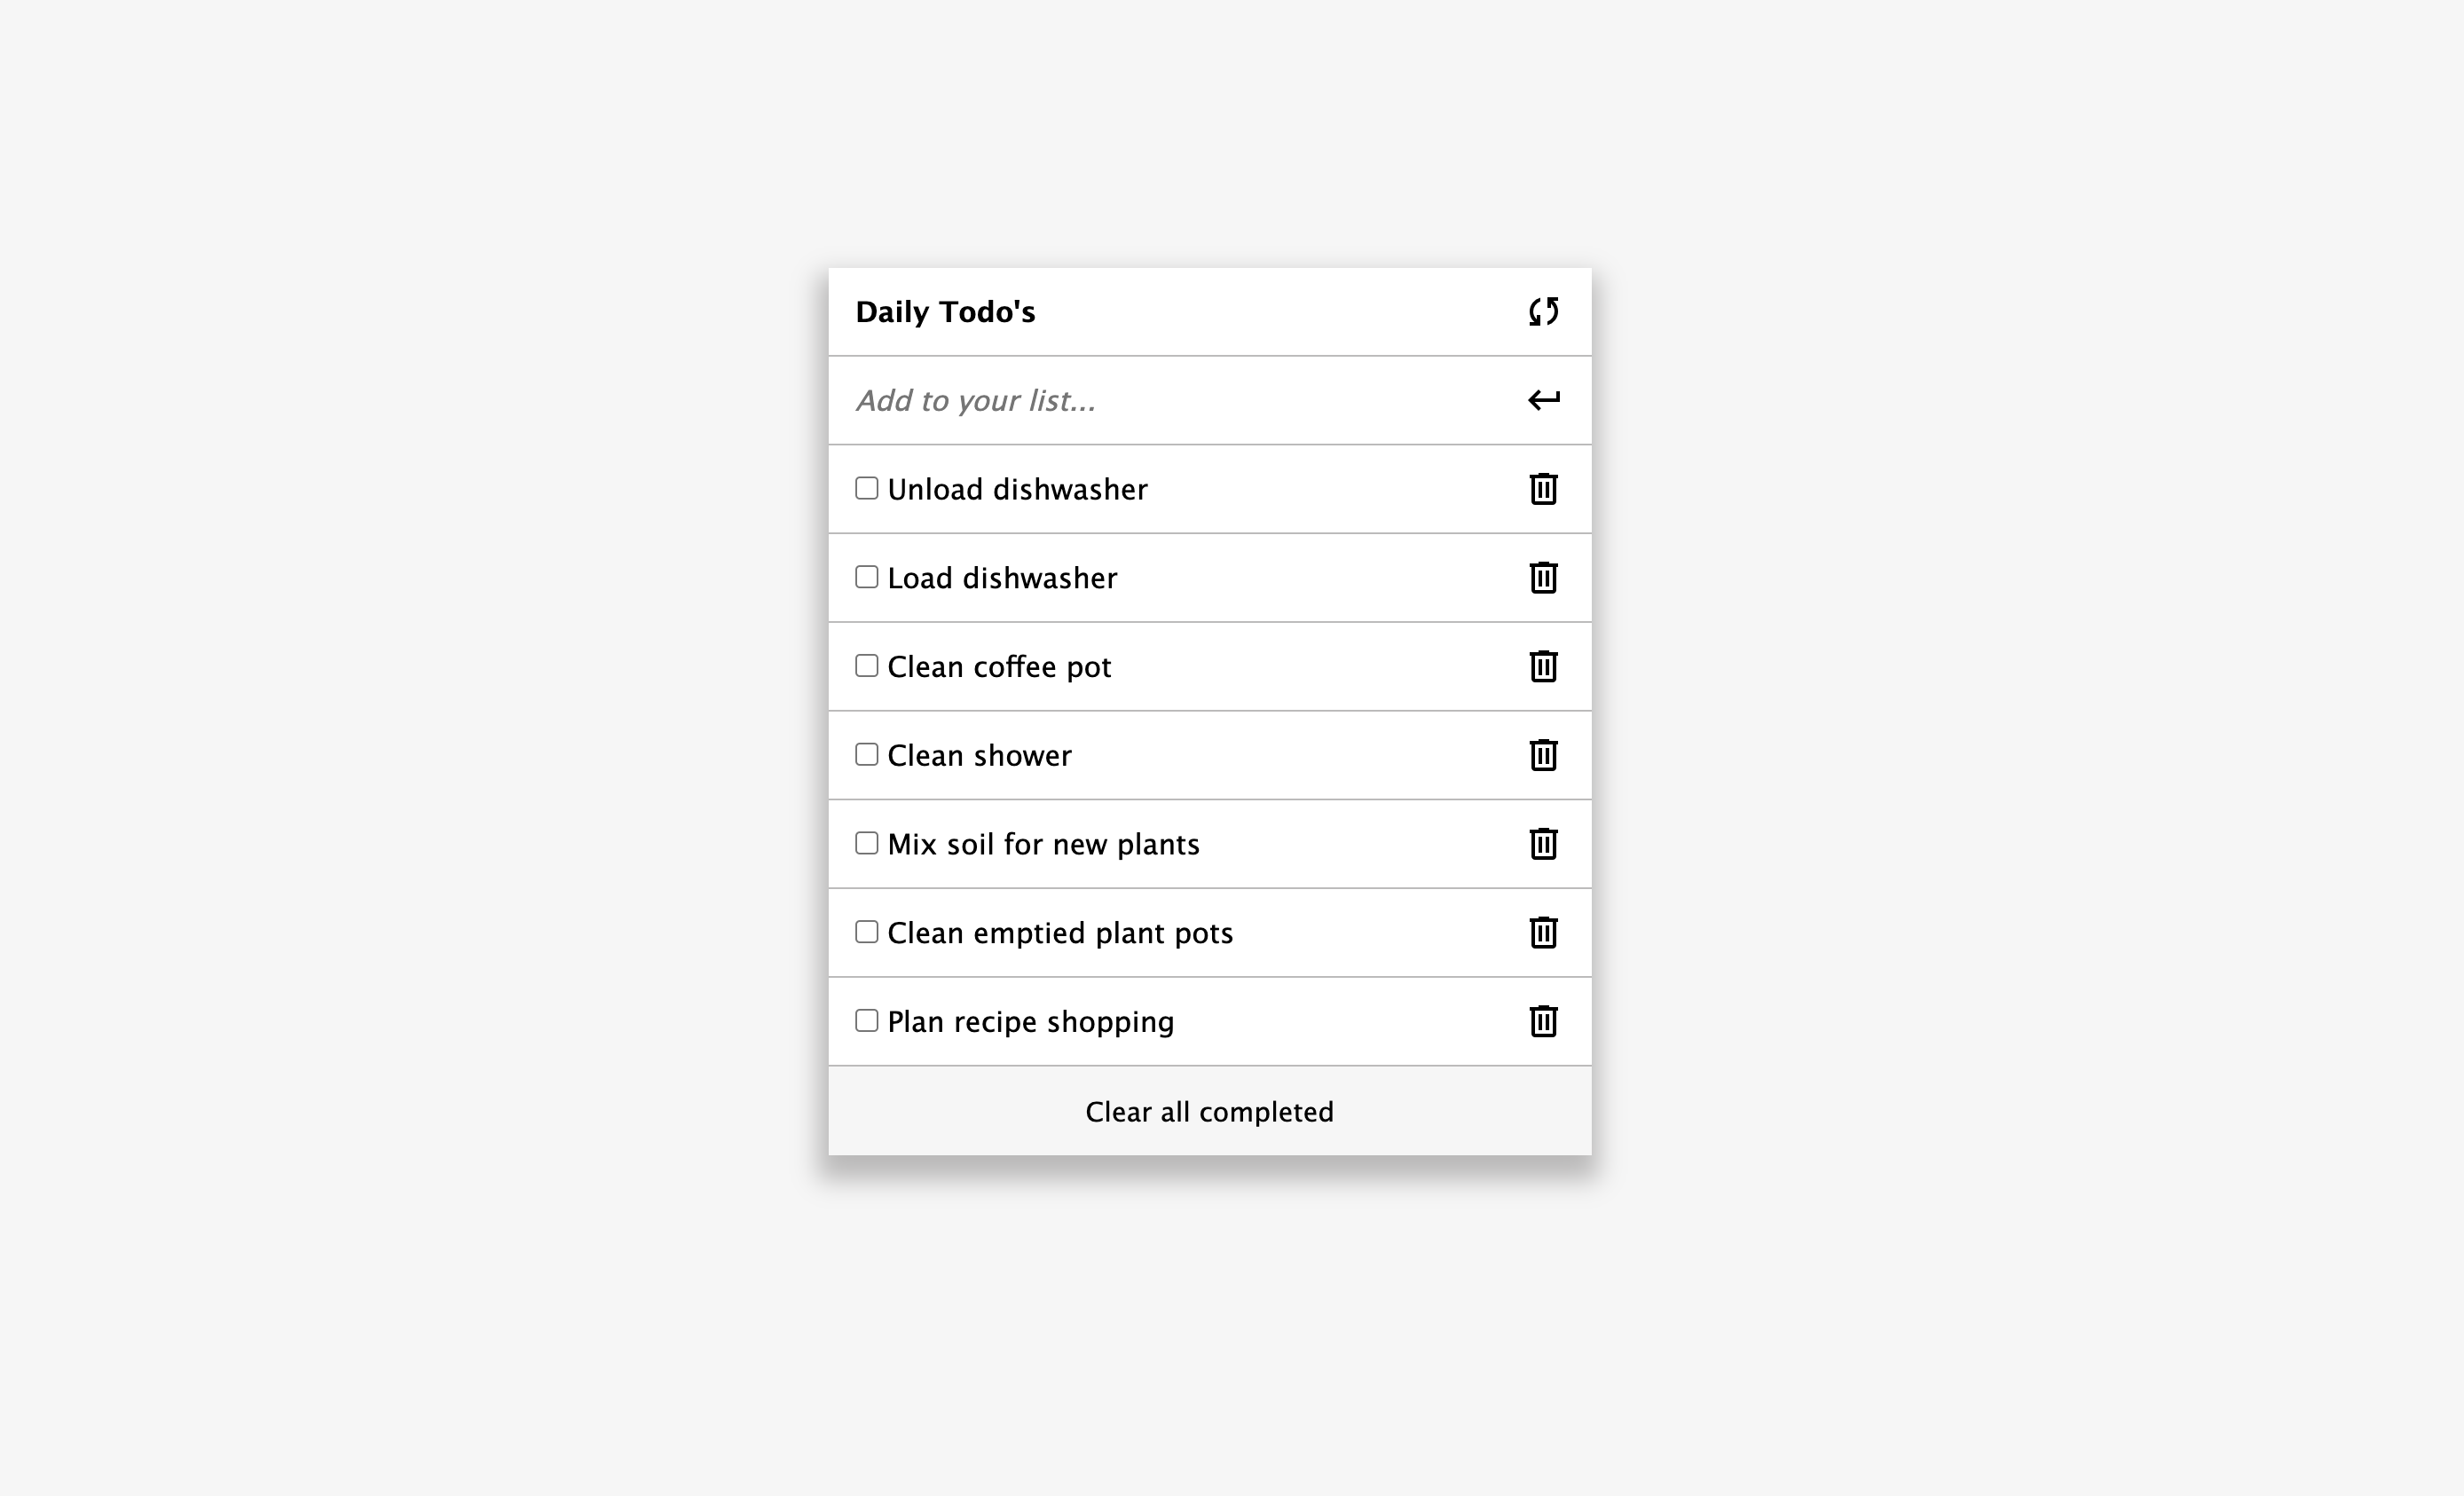 Daily Todo's
Add to your list...
Unload dishwasher
Load dishwasher
Clean coffee pot
Clean shower
Mix soil for new plants
Clean emptied plant pots
Plan recipe shopping
Clear all completed